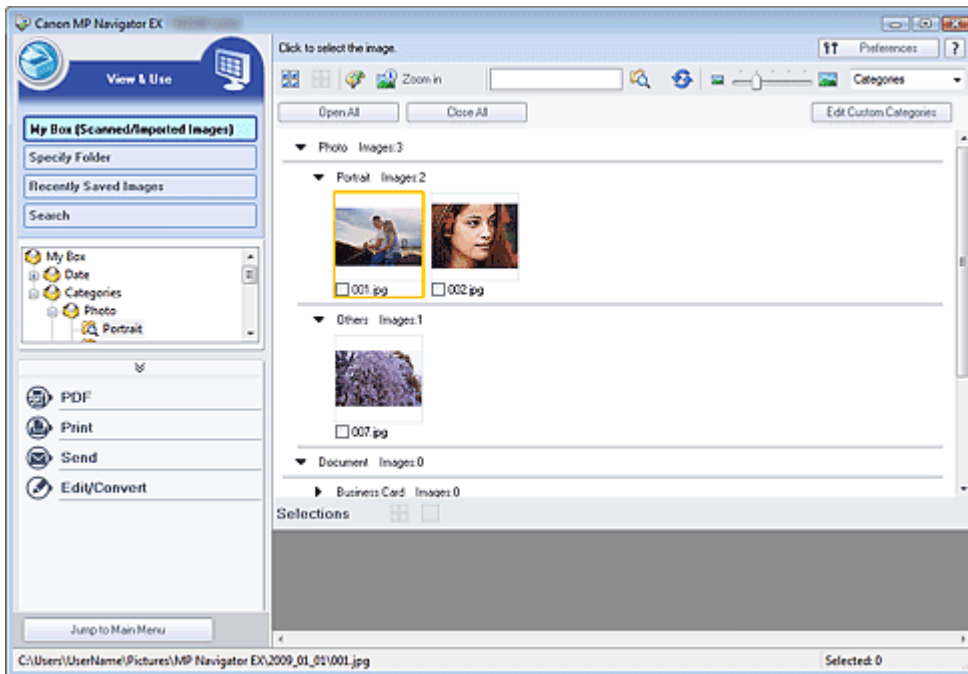 Canon MP Navigator EX
View & Use
My Box (Scanned/Imported Images)
Specify Folder
Recently Saved Images
Search
My Box
Date
Categories
Photo
Portrait
PDF
Print
Send
Edit/Convert
Jump to Main Menu
Click to select the image.
Preferences
?
Zoom in
Categories
Open All
Close All
Edit Custom Categories
Photo Images:3
Portrait Images:2
001.jpg
002.jpg
Others Images:1
007.jpg
Document Images:0
Business Card Images:0
Selections
C:\Users\UserName\Pictures\MP Navigator EX\2009_01_01\001.jpg
Selected: 0